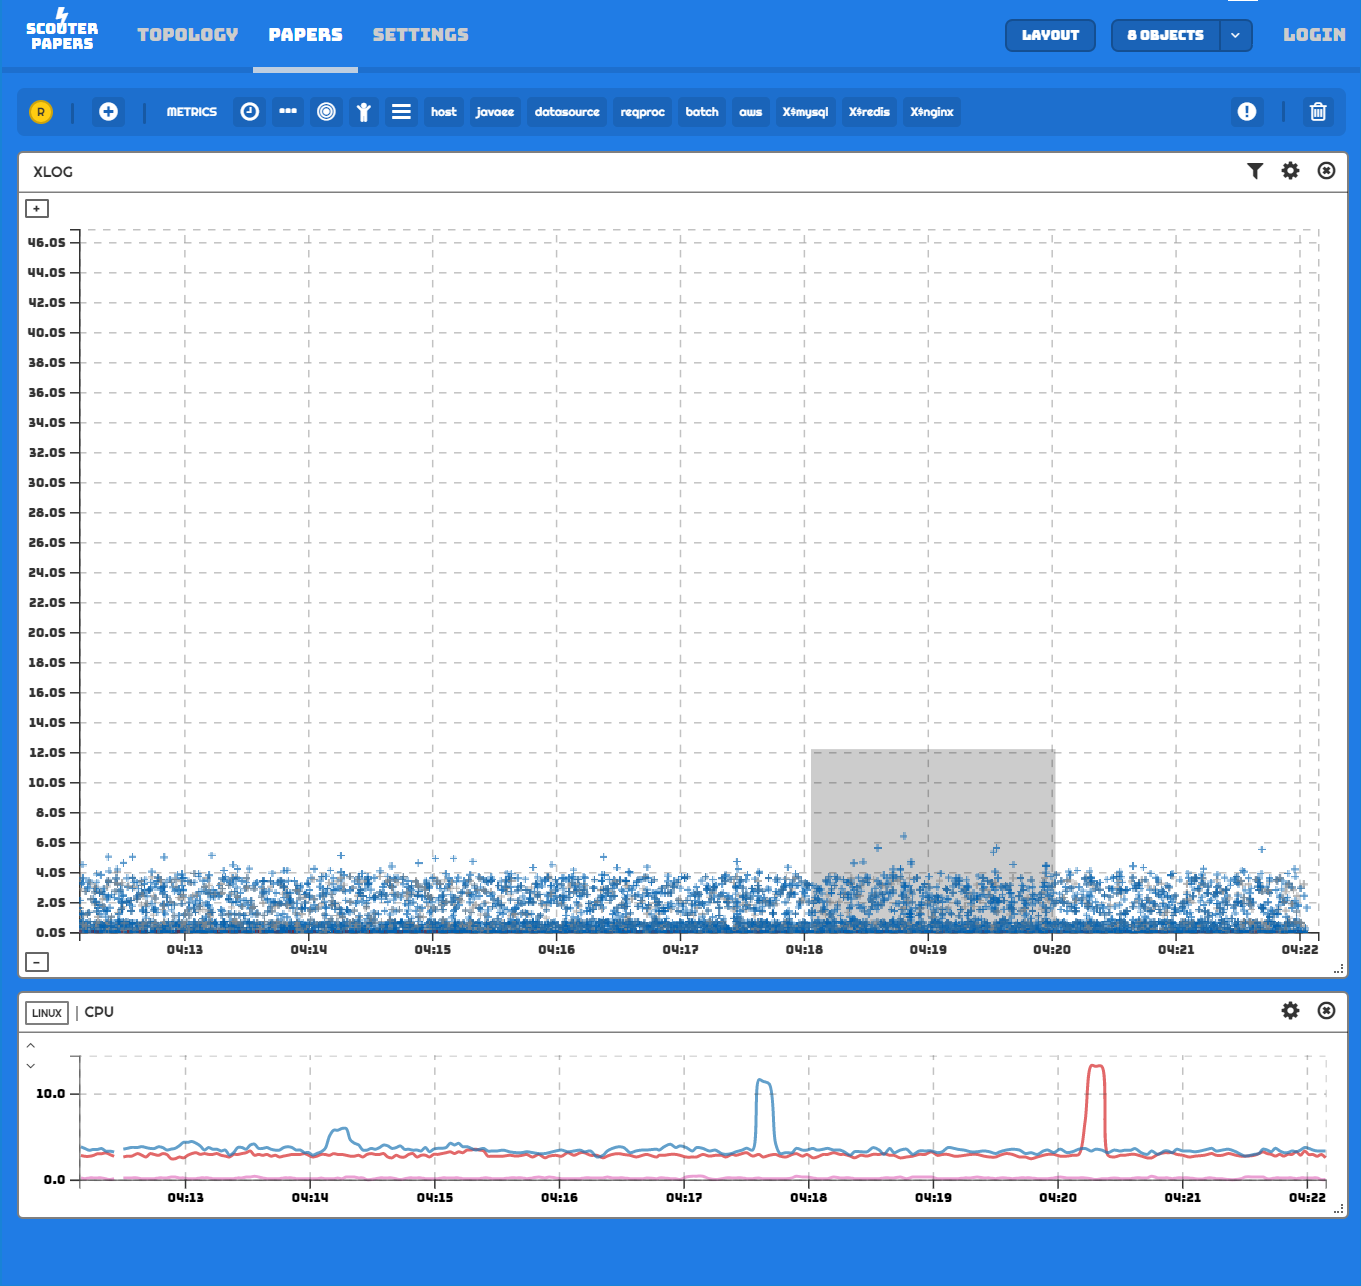 SCOUTER
PAPERS
TOPOLOGY PAPERS SETTINGS LAYOUT 8 OBJECTS LOGIN
R METRICS host javaee datasource reqproc batch aws X$mysql X$redis X$nginx
XLOG
+
46.0S
44.0S
42.0S
40.0S
38.0S
36.0S
34.0S
32.0S
30.0S
28.0S
26.0S
24.0S
22.0S
20.0S
18.0S
16.0S
14.0S
12.0S
10.0S
8.0S
6.0S
4.0S
2.0S
0.0S
04:13 04:14 04:15 04:16 04:17 04:18 04:19 04:20 04:21 04:22
-
LINUX | CPU
10.0
0.0
04:13 04:14 04:15 04:16 04:17 04:18 04:19 04:20 04:21 04:22